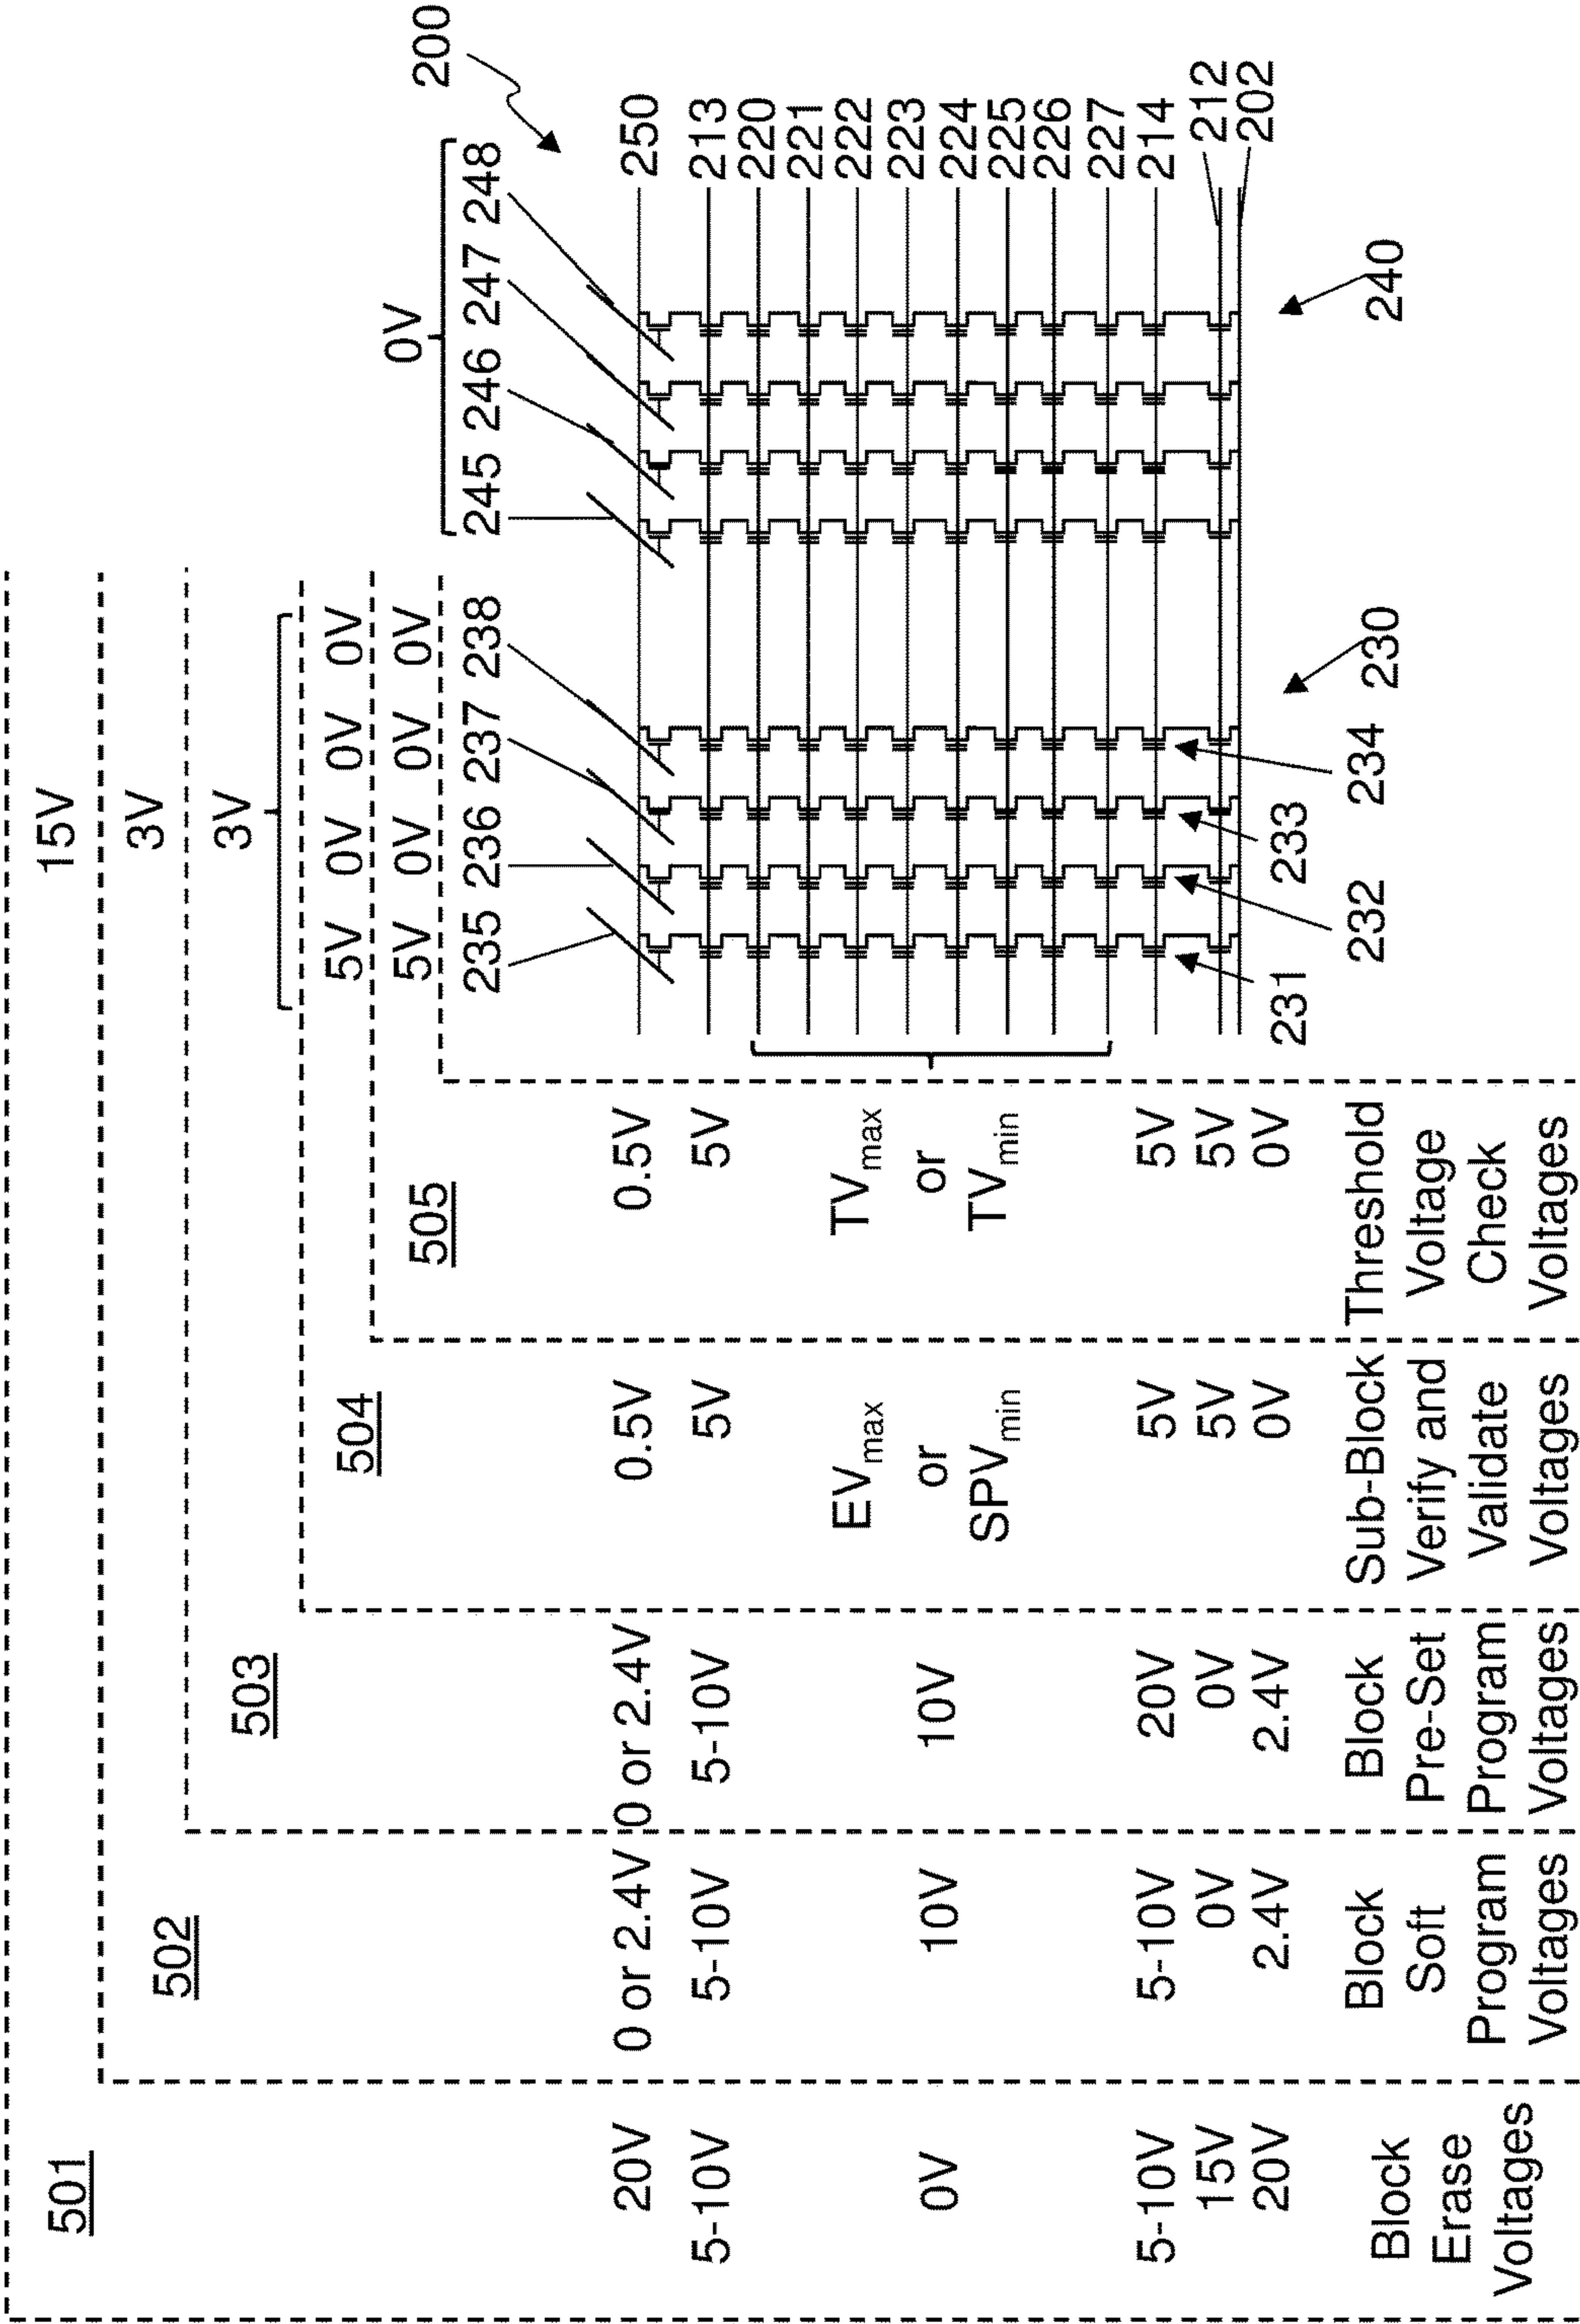 501
Block
Erase
Voltages
20V
5-10V
0V
5-10V
15V
20V
15V
502
Block
Soft
Program
Voltages
0 or 2.4V
5-10V
10V
5-10V
0V
2.4V
3V
503
Block
Pre-Set
Program
Voltages
0 or 2.4V
5-10V
10V
20V
0V
2.4V
3V
504
Sub-Block
Verify and
Validate
Voltages
0.5V
5V
EVmax
or
SPVmin
5V
5V
0V
5V 0V 0V 0V
505
Threshold
Voltage
Check
Voltages
0.5V
5V
TVmax
or
TVmin
5V
5V
0V
5V 0V 0V 0V
0V
235 236 237 238 245 246 247 248
200
250
213
220
221
222
223
224
225
226
227
214
212
202
231
232
233
234
230
240